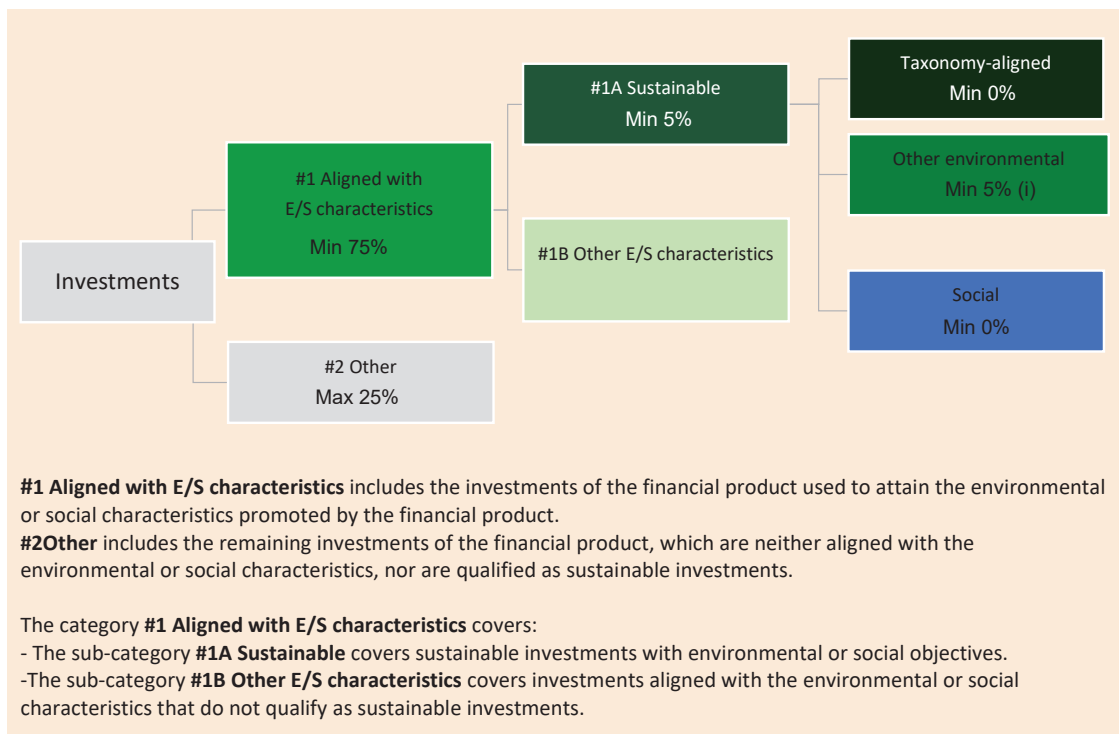 Investments
#1 Aligned with
E/S characteristics
Min 75%
#2 Other
Max 25%
#1A Sustainable
Min 5%
#1B Other E/S characteristics
Taxonomy-aligned
Min 0%
Other environmental
Min 5% (i)
Social
Min 0%
#1 Aligned with E/S characteristics includes the investments of the financial product used to attain the environmental
or social characteristics promoted by the financial product.
#2Other includes the remaining investments of the financial product, which are neither aligned with the
environmental or social characteristics, nor are qualified as sustainable investments.
The category #1 Aligned with E/S characteristics covers:
- The sub-category #1A Sustainable covers sustainable investments with environmental or social objectives.
-The sub-category #1B Other E/S characteristics covers investments aligned with the environmental or social
characteristics that do not qualify as sustainable investments.